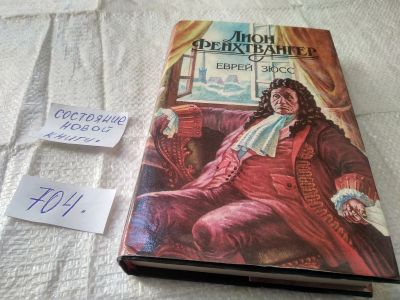 Лион
Фейхтвангер
ЕВРЕЙ ЗЮСС
СОСТОЯНИЕ
НОВОЙ
КНИГИ.
704.